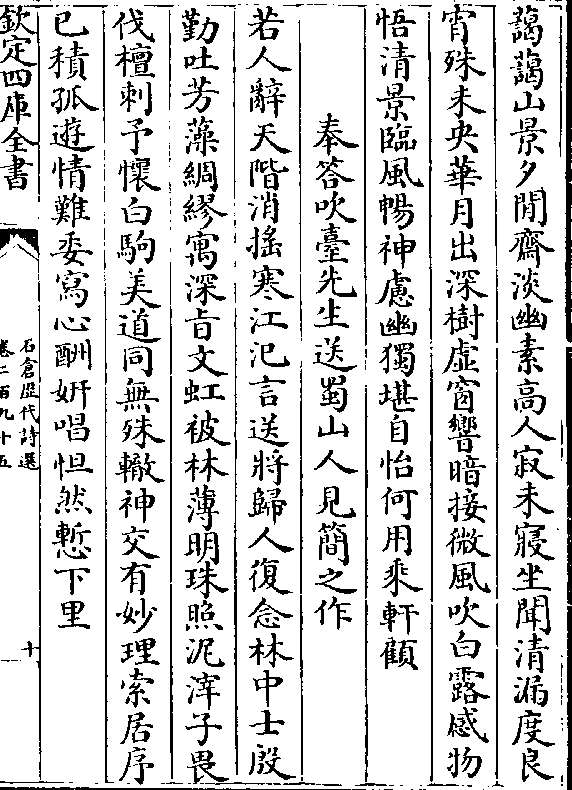 藹藹山景夕閒齋淡幽素高人寂未寢坐聞清漏度良
宵殊未央華月出深樹虛窗響暗接微風吹白露感物
悟清景臨風暢神慮幽獨堪自怡何用乘軒顧
奉答吹臺先生送蜀山人見簡之作
若人辭天階消搖寒江汜言送將歸人復念林中士殷
勤吐芳藻綢繆寓深旨文虹被林薄明珠照泥滓子畏
伐檀刺予懷白駒美道同無殊轍神交有妙理索居序
已積孤遊情難委寫心酬妍唱怛然慙下里
欽定四庫全書
石倉歷代詩選
卷二百九十五
十